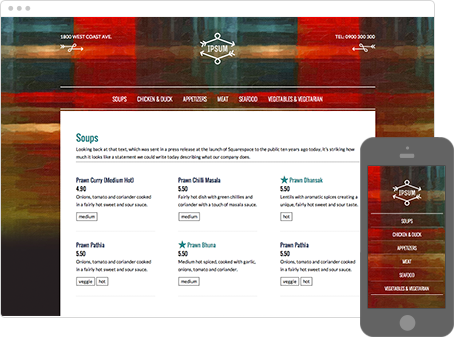 1800 WEST COAST AVE.
IPSUM
TEL: 0900 300 300
SOUPS CHICKEN & DUCK APPETIZERS MEAT SEAFOOD VEGETABLES & VEGETARIAN
Soups
Looking back at that text, which was sent in a press release at the launch of Squarespace to the public ten years ago today, it's striking how
much it looks like a statement we could write today describing what our company does.
Prawn Curry (Medium Hot)
4.90
Onions, tomato and coriander cooked
in a fairly hot sweet and sour sauce.
medium
Prawn Chilli Masala
5.50
Fairly hot dish with green chillies and
coriander with a touch of masala sauce.
★ Prawn Dhansak
5.50
Lentils with aromatic spices creating a
unique, fairly hot sweet and sour taste.
hot
Prawn Pathia
5.50
Onions, tomato and coriander cooked
in a fairly hot sweet and sour sauce.
veggie hot
★ Prawn Bhuna
5.50
Medium hot spiced, cooked with garlic,
onions, tomato and coriander.
medium
Prawn Pathia
5.50
Onions, tomato and coriander cooked
in a fairly hot sweet and sour sauce.
veggie hot
IPSUM
SOUPS
CHICKEN & DUCK
APPETIZERS
MEAT
SEAFOOD
VEGETABLES & VEGETARIAN